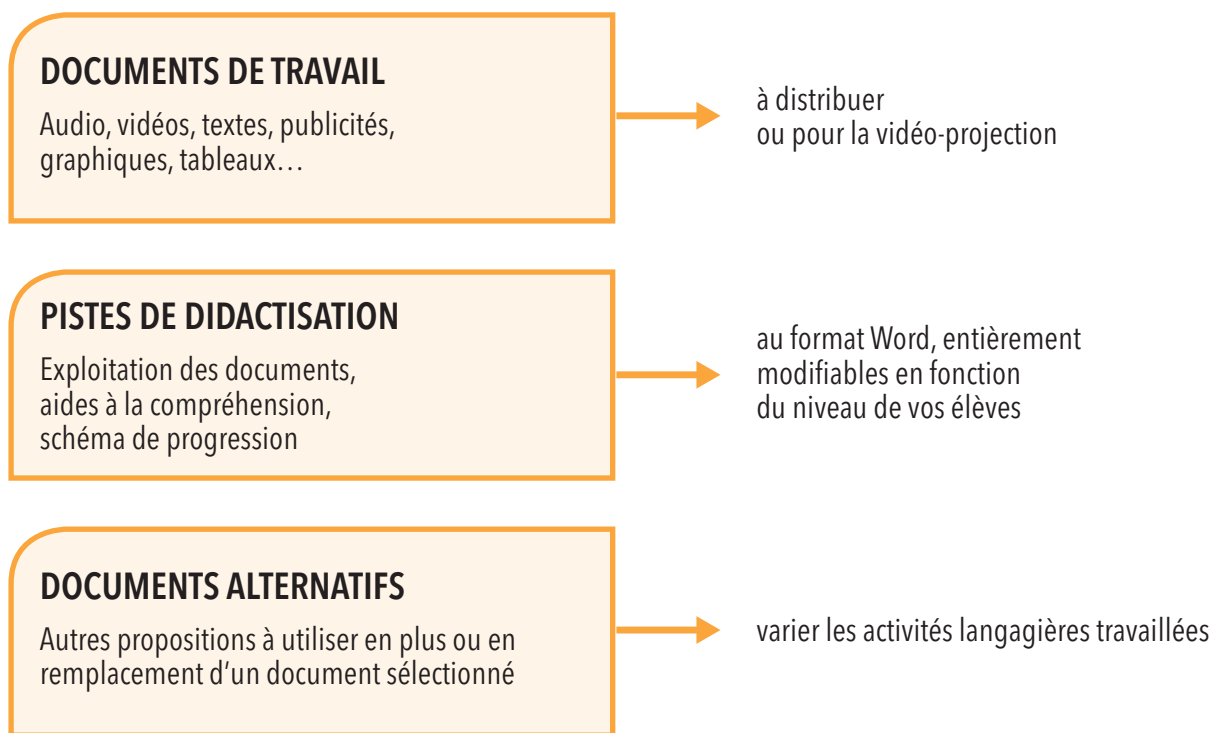 DOCUMENTS DE TRAVAIL
Audio, vidéos, textes, publicités,
graphiques, tableaux…
à distribuer
ou pour la vidéo-projection
PISTES DE DIDACTISATION
Exploitation des documents,
aides à la compréhension,
schéma de progression
au format Word, entièrement
modifiables en fonction
du niveau de vos élèves
DOCUMENTS ALTERNATIFS
Autres propositions à utiliser en plus ou en
remplacement d’un document sélectionné
varier les activités langagières travaillées